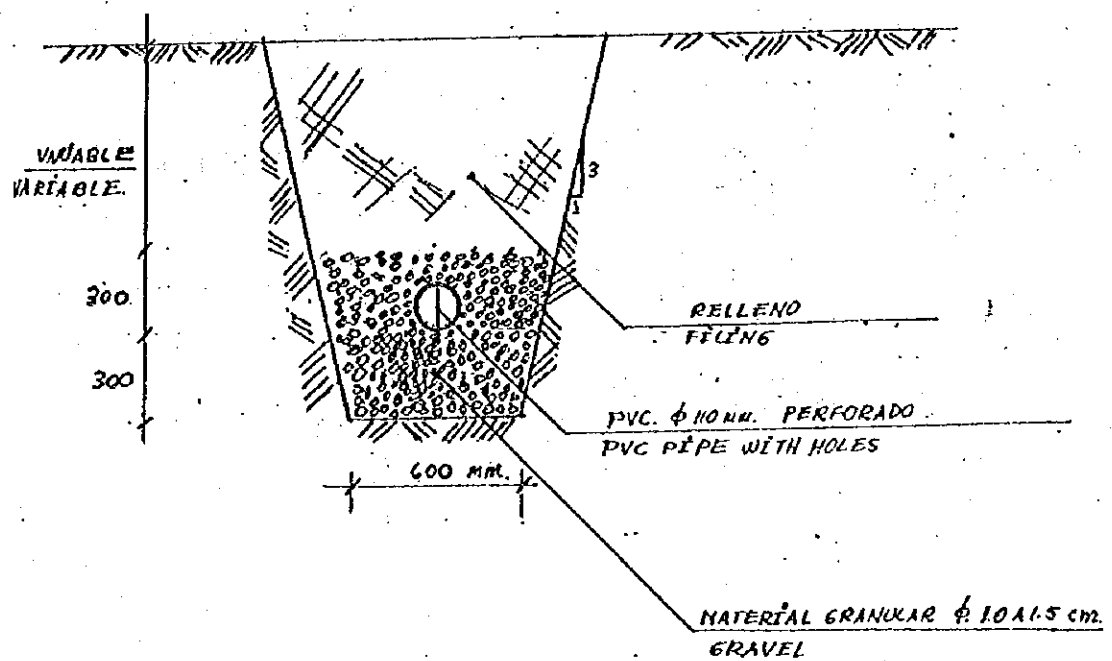 VARIABLE
VARIABLE.
3
1
300.
300
RELLENO
FILING
PVC. ϕ 110 mm. PERFORADO
PVC PIPE WITH HOLES
600 mm.
MATERIAL GRANULAR ϕ 1.0 A 1.5 cm.
GRAVEL